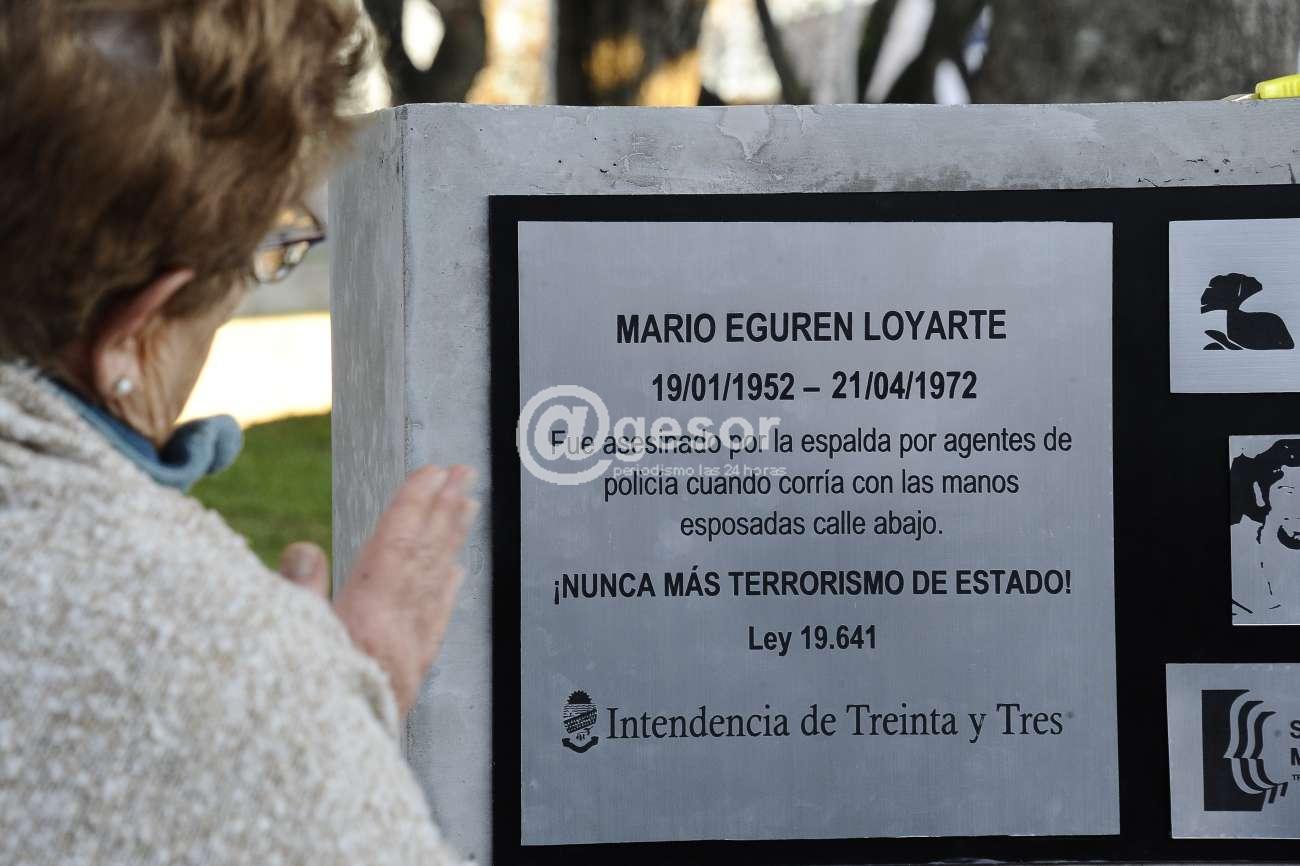 MARIO EGUREN LOYARTE
19/01/1952 – 21/04/1972
Fue asesinado por la espalda por agentes de
policía cuando corría con las manos
esposadas calle abajo.
¡NUNCA MÁS TERRORISMO DE ESTADO!
Ley 19.641
Intendencia de Treinta y Tres
@gesor
periodismo las 24 horas